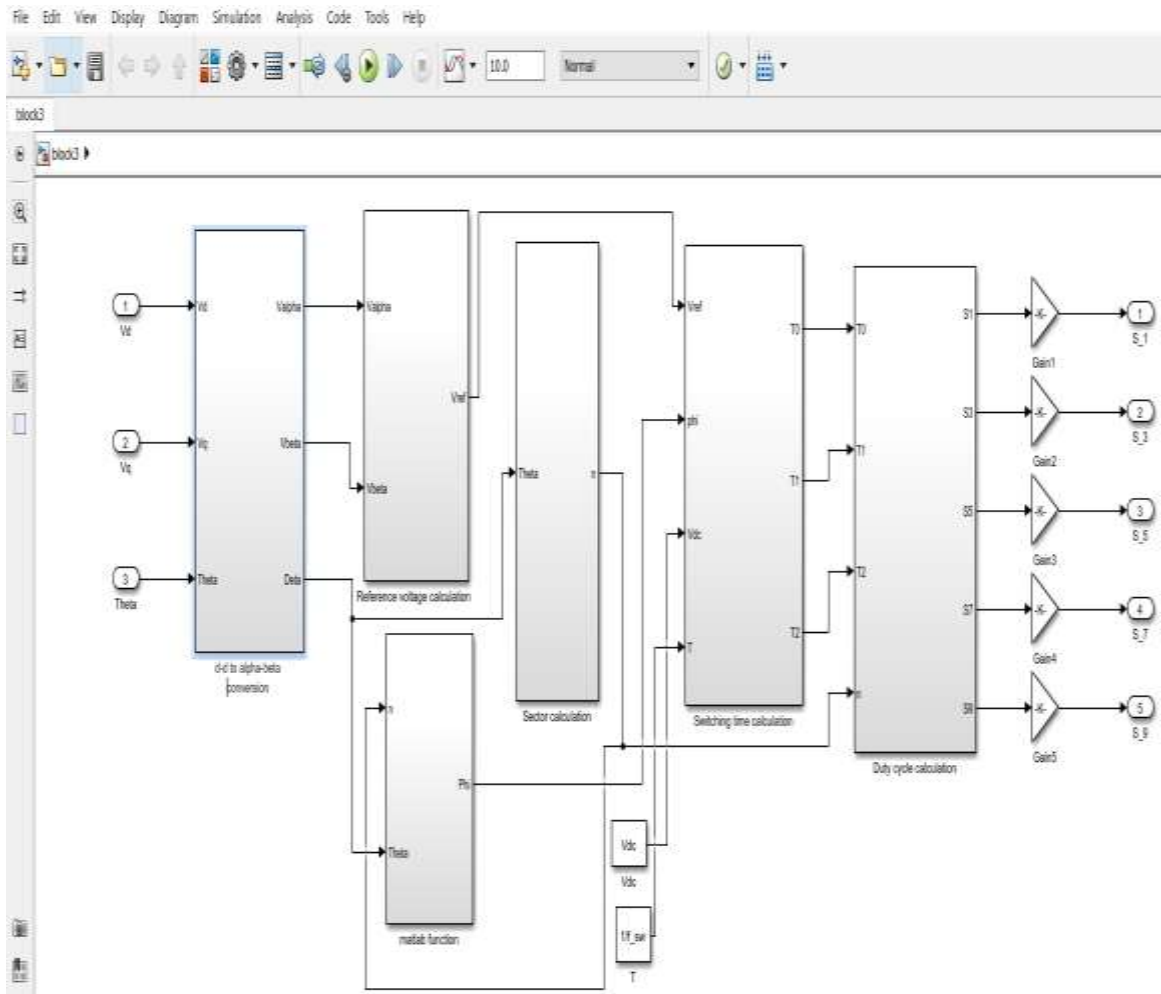 File Edit View Display Diagram Simulation Analysis Code Tools Help
10.0
Normal
block3
block3
1
Vd
2
Vq
3
Theta
Vd
Vq
Theta
Valpha
Vbeta
d-d to alpha-beta
conversion
Valpha
Vbeta
Vref
Reference voltage calculation
n
Theta
Phi
matlab function
Theta
n
Sector calculation
Vref
phi
Vdc
T
T0
T1
T2
Switching time calculation
Vdc
Vdc
1/f_sw
T
T0
T1
T2
n
S1
S3
S5
S7
Duty cycle calculation
-K-
Gain1
-K-
Gain2
-K-
Gain3
-K-
Gain4
-K-
Gain5
1
S_1
2
S_3
3
S_5
4
S_7
5
S_9